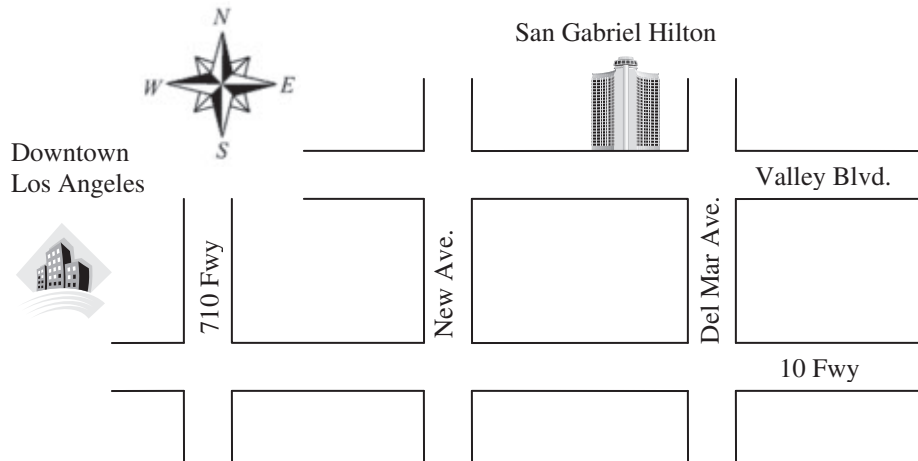 N
San Gabriel Hilton
W
E
S
Downtown
Los Angeles
Valley Blvd.
710 Fwy
New Ave.
Del Mar Ave.
10 Fwy